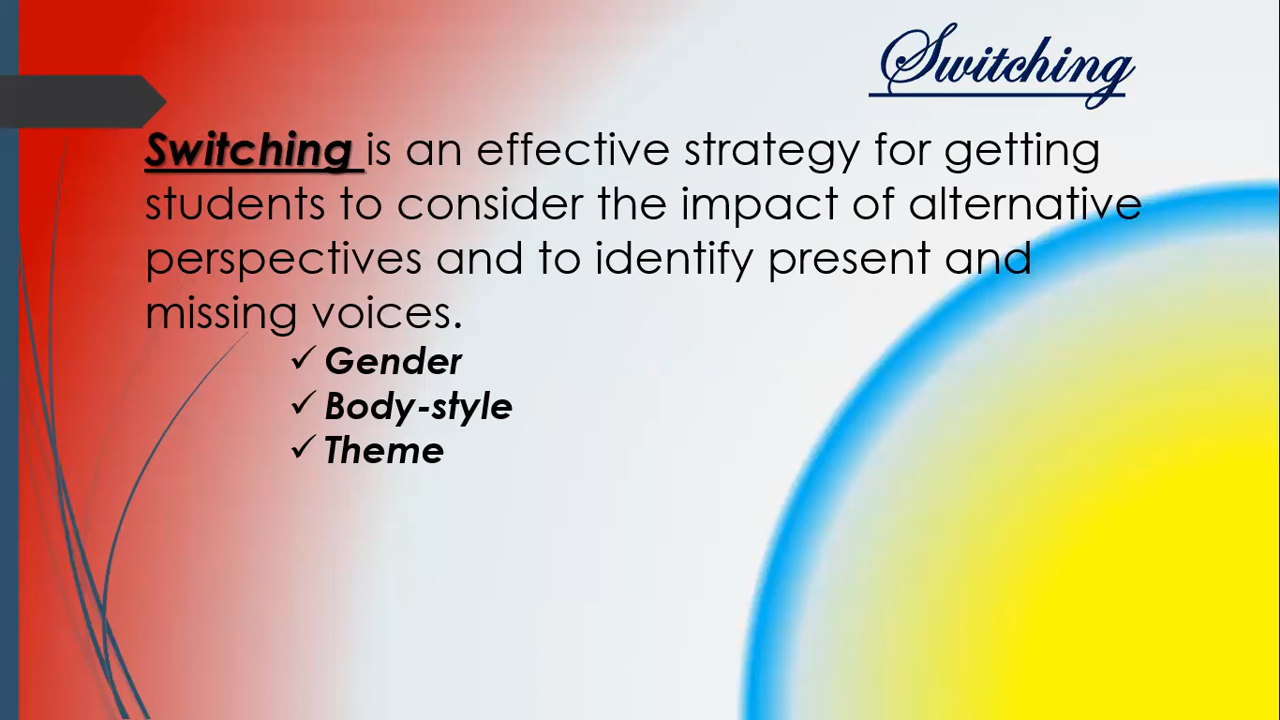 Switching
Switching is an effective strategy for getting
students to consider the impact of alternative
perspectives and to identify present and
missing voices.
✓ Gender
✓ Body-style
✓ Theme